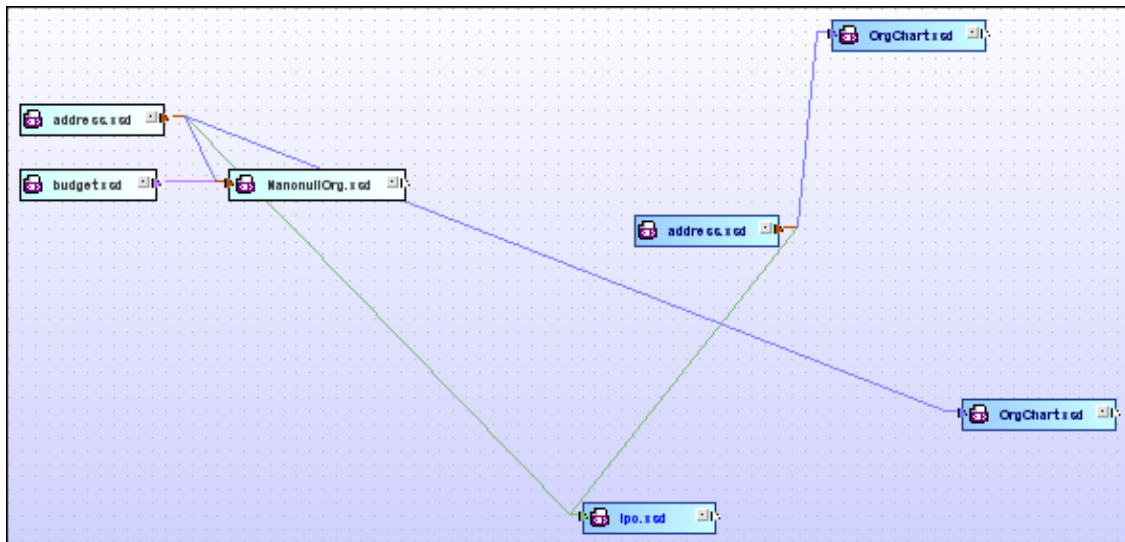 OrgChart.xsd
address.xsd
budget.xsd
NanonullOrg.xsd
address.xsd
OrgChart.xsd
ipo.xsd